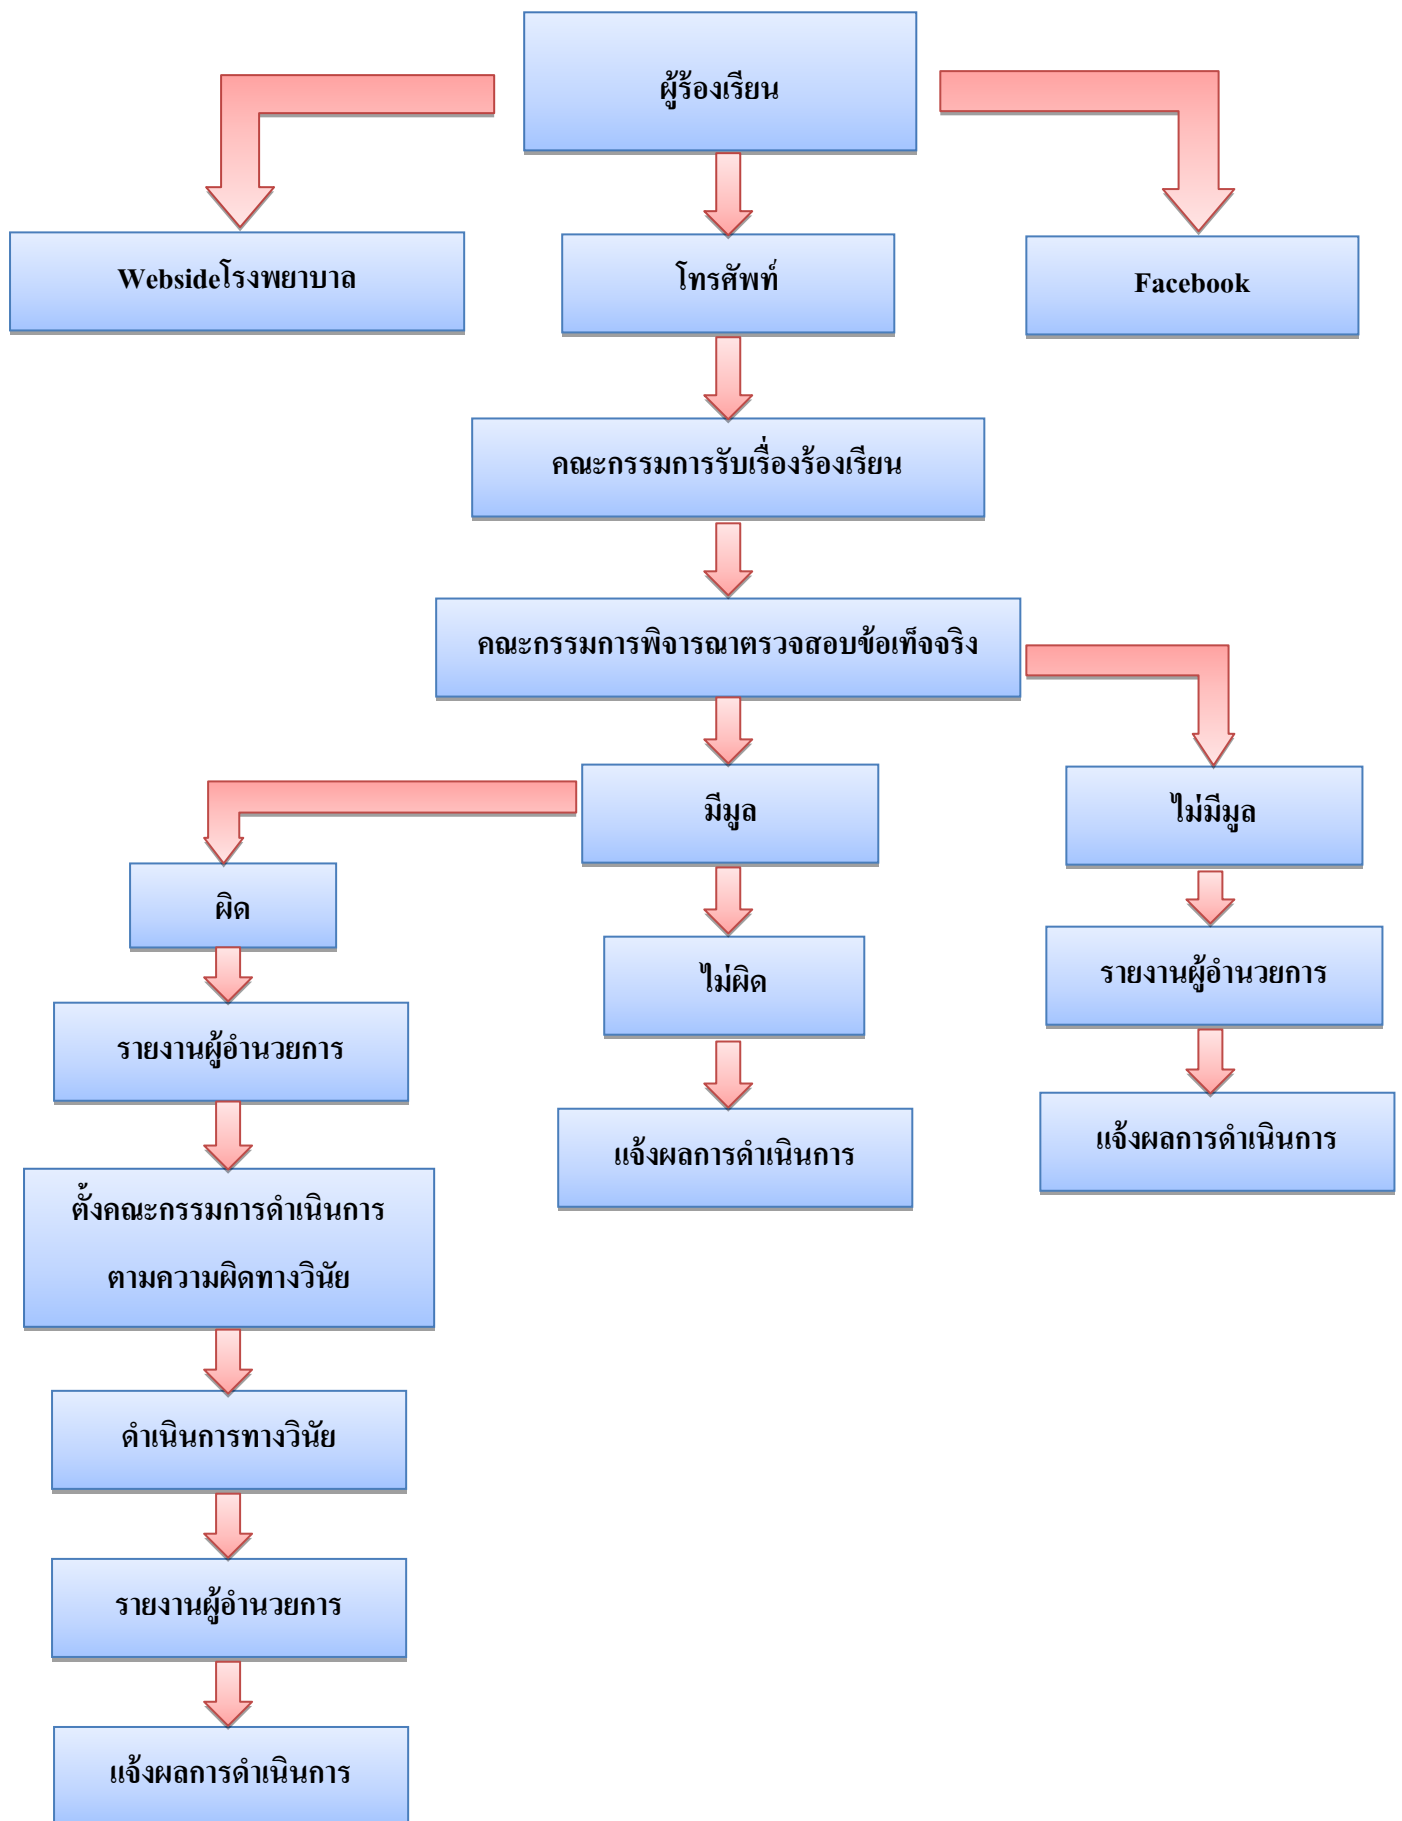 ผู้ร้องเรียน
Websideโรงพยาบาล
โทรศัพท์
Facebook
คณะกรรมการรับเรื่องร้องเรียน
คณะกรรมการพิจารณาตรวจสอบข้อเท็จจริง
มีมูล
ไม่มีมูล
ผิด
ไม่ผิด
รายงานผู้อำนวยการ
รายงานผู้อำนวยการ
แจ้งผลการดำเนินการ
แจ้งผลการดำเนินการ
ตั้งคณะกรรมการดำเนินการ
ตามความผิดทางวินัย
ดำเนินการทางวินัย
รายงานผู้อำนวยการ
แจ้งผลการดำเนินการ